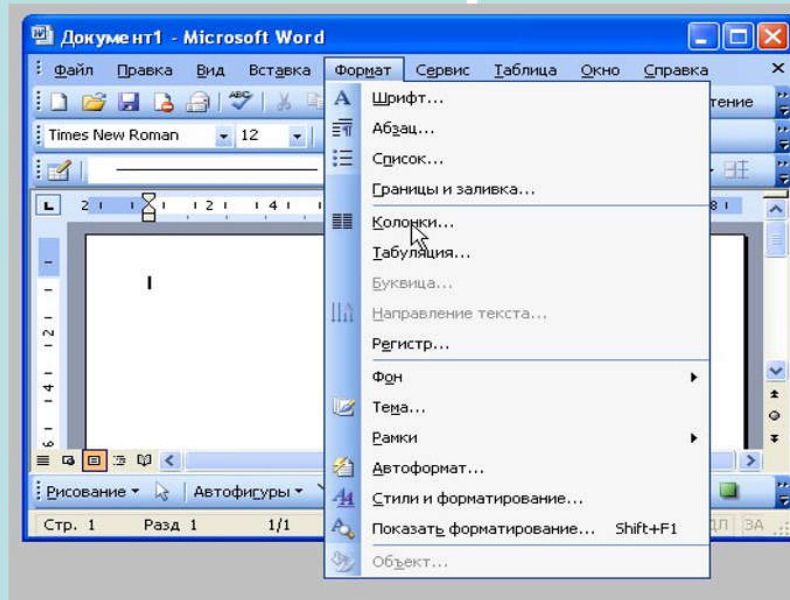 Документ1 - Microsoft Word
Файл Правка Вид Вставка Формат Сервис Таблица Окно Справка
Times New Roman 12
Шрифт...
Абзац...
Список...
Границы и заливка...
Колонки...
Табуляция...
Буквица...
Направление текста...
Регистр...
Фон
Тема...
Рамки
Автоформат...
Стили и форматирование...
Показать форматирование... Shift+F1
Объект...
Рисование Автофигуры
Стр. 1 Разд 1 1/1 ЗА